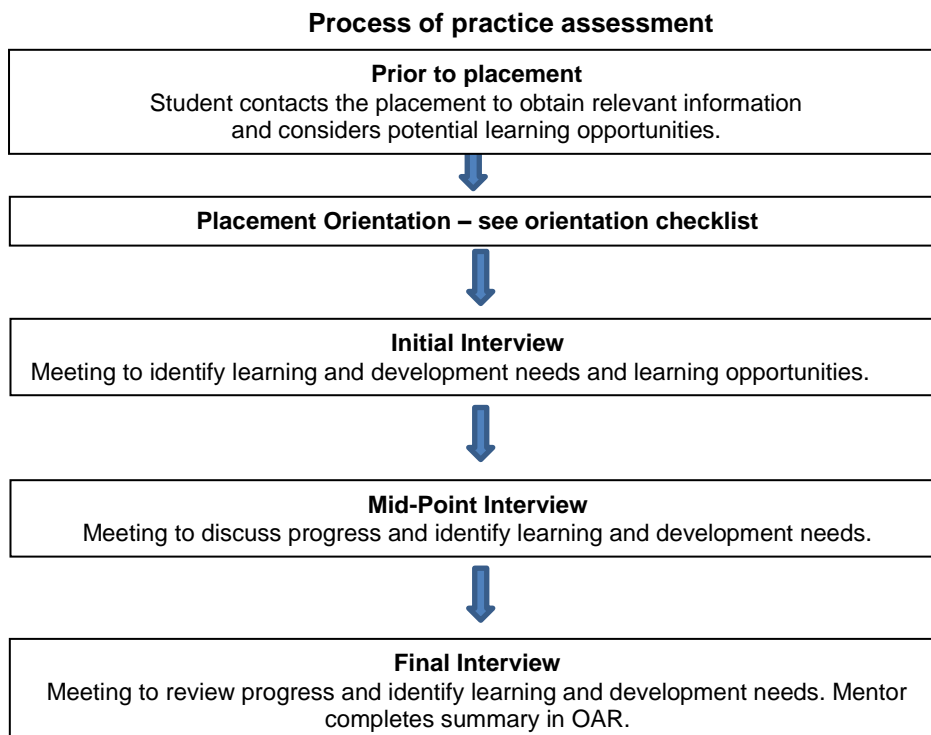 Process of practice assessment
Prior to placement
Student contacts the placement to obtain relevant information
and considers potential learning opportunities.
Placement Orientation – see orientation checklist
Initial Interview
Meeting to identify learning and development needs and learning opportunities.
Mid-Point Interview
Meeting to discuss progress and identify learning and development needs.
Final Interview
Meeting to review progress and identify learning and development needs. Mentor
completes summary in OAR.